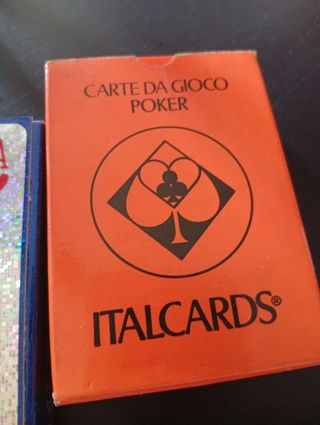 CARTE DA GIOCO
POKER
ITALCARDS®